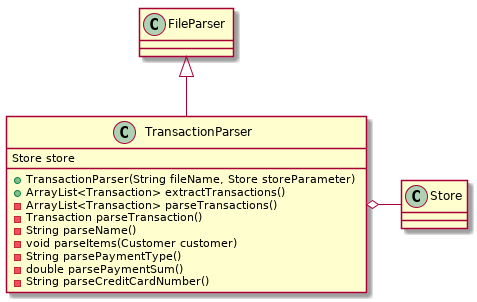 C FileParser
C TransactionParser
Store store
TransactionParser(String fileName, Store storeParameter)
ArrayList<Transaction> extractTransactions()
ArrayList<Transaction> parseTransactions()
Transaction parseTransaction()
String parseName()
void parseItems(Customer customer)
String parsePaymentType()
double parsePaymentSum()
String parseCreditCardNumber()
C Store